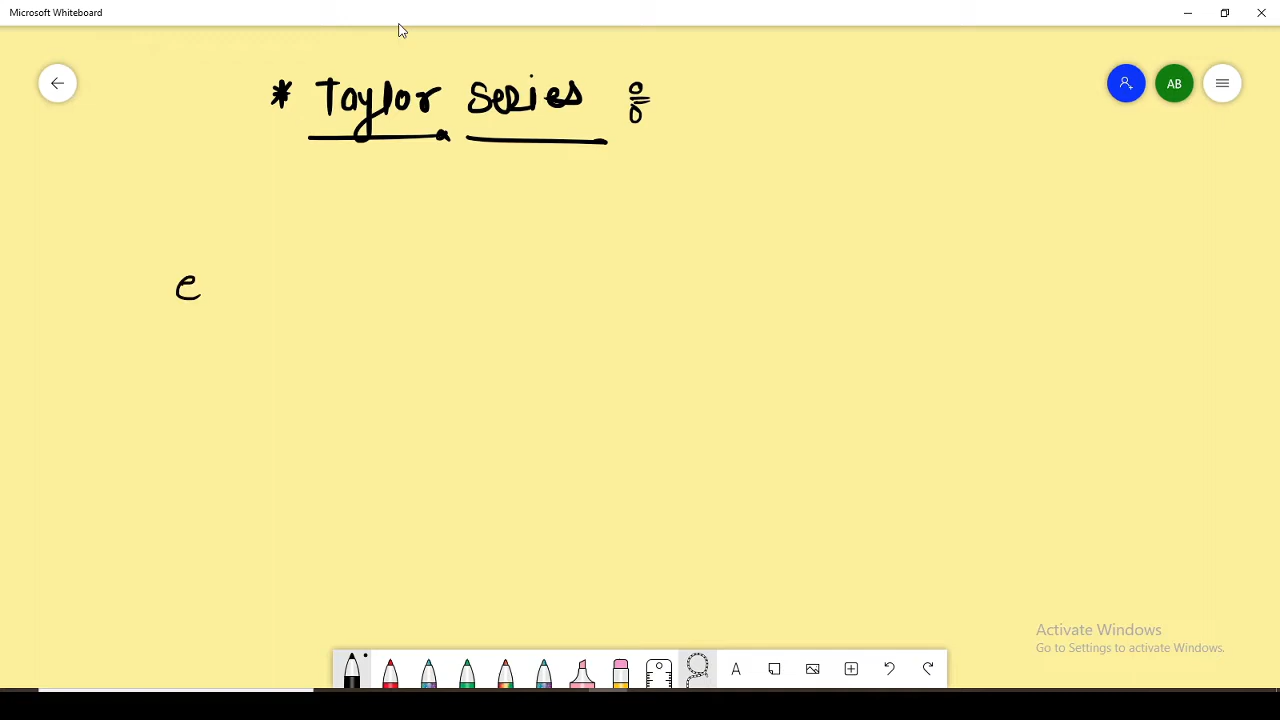 Microsoft Whiteboard
* Taylor Series :-
AB
e
Activate Windows
Go to Settings to activate Windows.
A